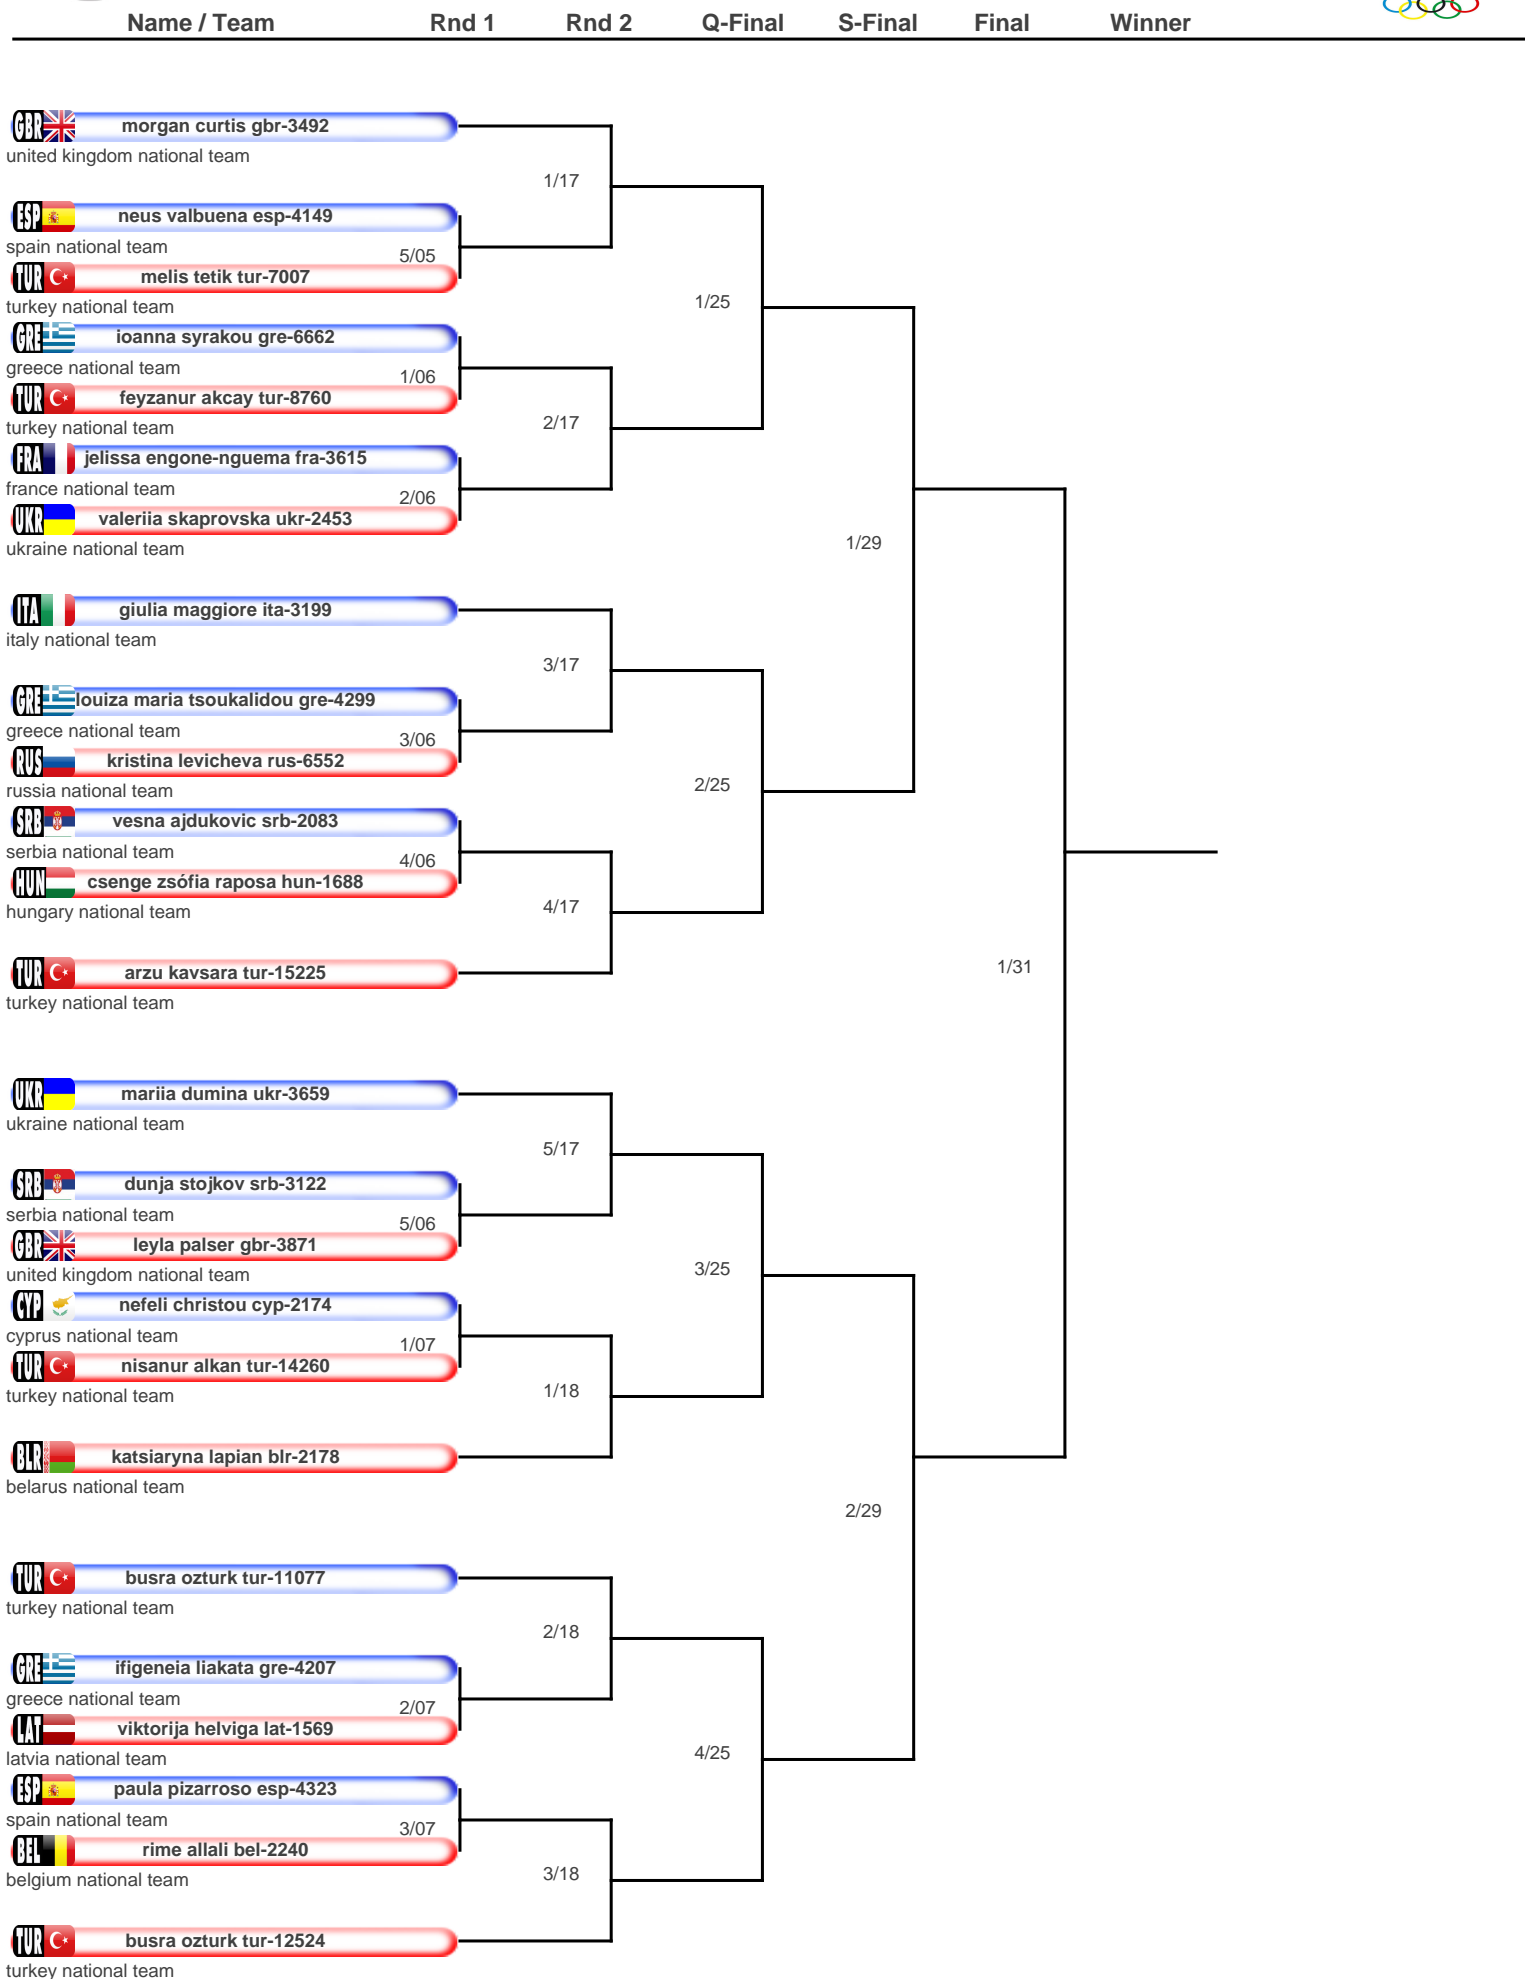 Name / Team Rnd 1 Rnd 2 Q-Final S-Final Final Winner
GBR morgan curtis gbr-3492
united kingdom national team
1/17
ESP neus valbuena esp-4149
spain national team
5/05
TUR melis tetik tur-7007
turkey national team
1/25
GRE ioanna syrakou gre-6662
greece national team
1/06
TUR feyzanur akcay tur-8760
turkey national team
2/17
FRA jelissa engone-nguema fra-3615
france national team
2/06
UKR valeriia skaprovska ukr-2453
ukraine national team
1/29
ITA giulia maggiore ita-3199
italy national team
3/17
GRE louiza maria tsoukalidou gre-4299
greece national team
3/06
RUS kristina levicheva rus-6552
russia national team
2/25
SRB vesna ajdukovic srb-2083
serbia national team
4/06
HUN csenge zsófia raposa hun-1688
hungary national team
4/17
TUR arzu kavsara tur-15225
turkey national team
1/31
UKR mariia dumina ukr-3659
ukraine national team
5/17
SRB dunja stojkov srb-3122
serbia national team
5/06
GBR leyla palser gbr-3871
united kingdom national team
3/25
CYP nefeli christou cyp-2174
cyprus national team
1/07
TUR nisanur alkan tur-14260
turkey national team
1/18
BLR katsiaryna lapian blr-2178
belarus national team
2/29
TUR busra ozturk tur-11077
turkey national team
2/18
GRE ifigeneia liakata gre-4207
greece national team
2/07
LAT viktorija helviga lat-1569
latvia national team
4/25
ESP paula pizarroso esp-4323
spain national team
3/07
BEL rime allali bel-2240
belgium national team
3/18
TUR busra ozturk tur-12524
turkey national team